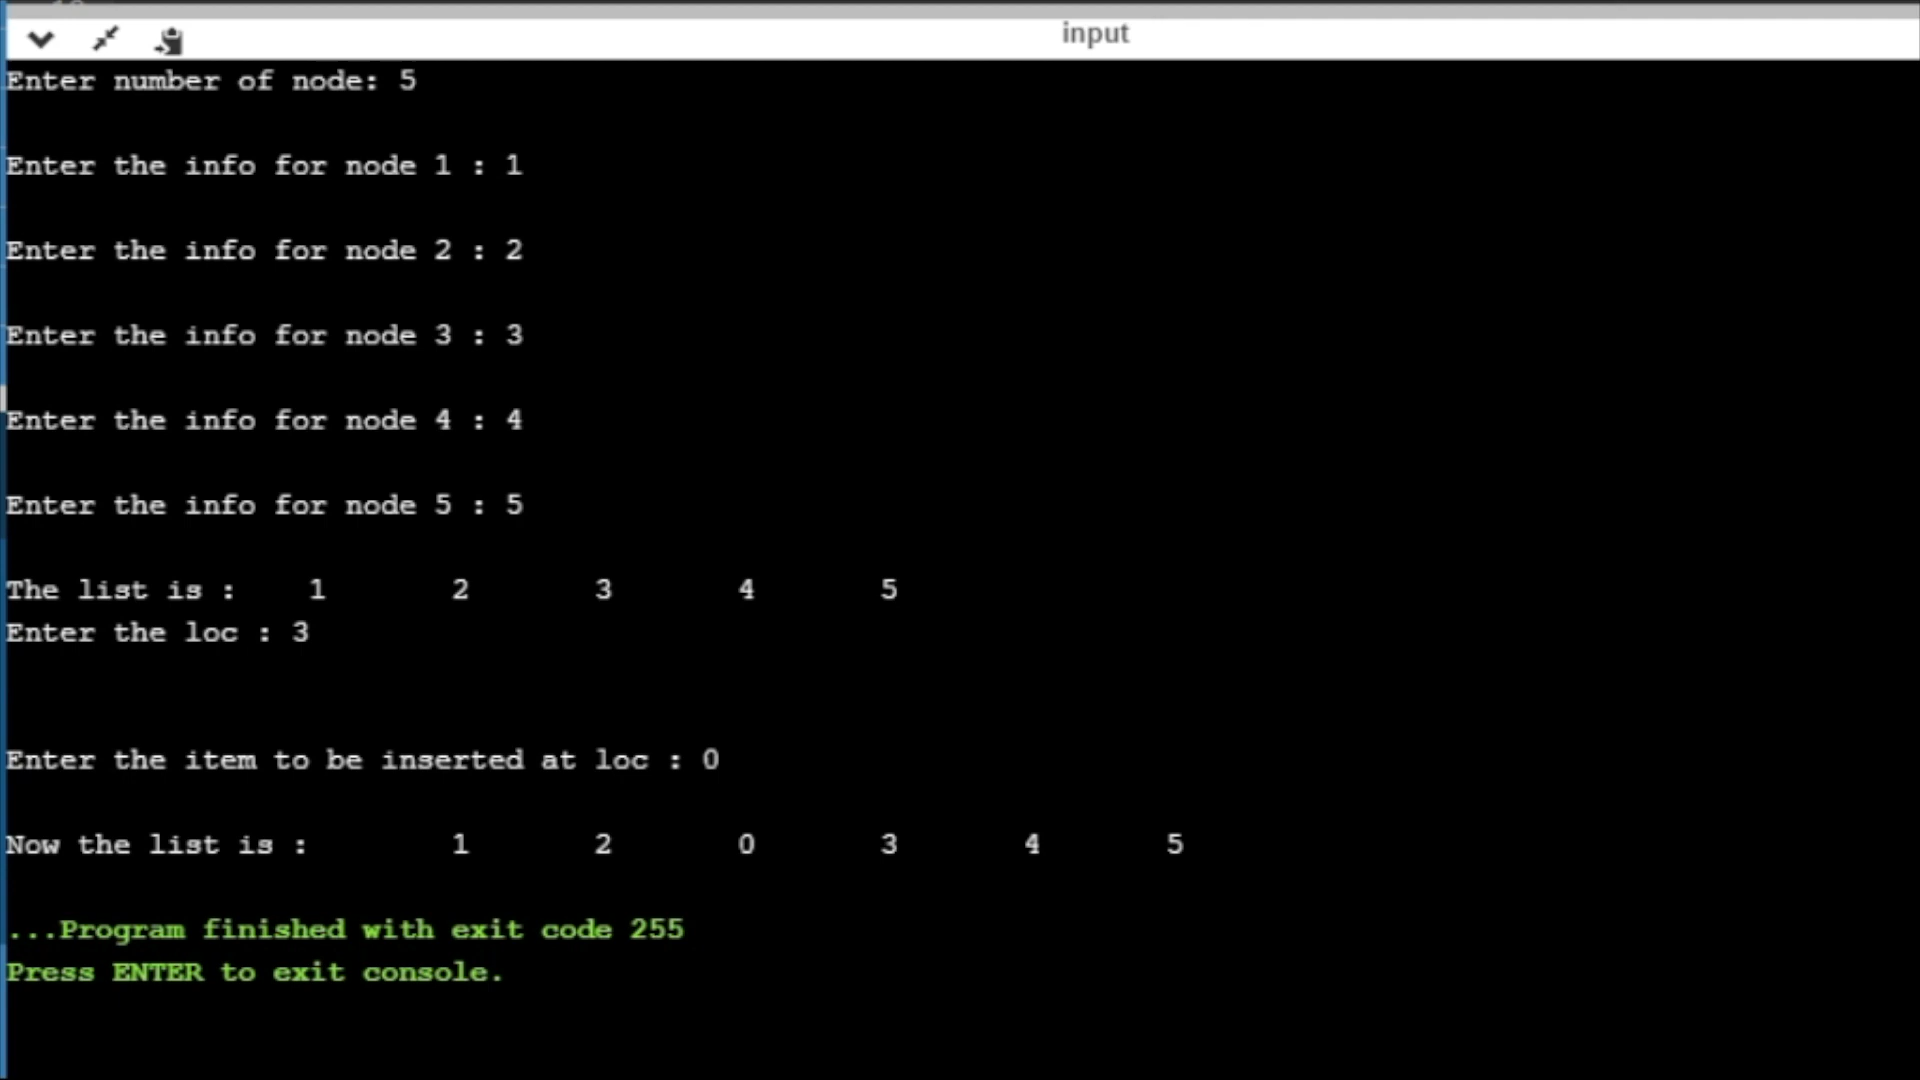 input
Enter number of node: 5
Enter the info for node 1 : 1
Enter the info for node 2 : 2
Enter the info for node 3 : 3
Enter the info for node 4 : 4
Enter the info for node 5 : 5
The list is : 1 2 3 4 5
Enter the loc : 3
Enter the item to be inserted at loc : 0
Now the list is : 1 2 0 3 4 5
...Program finished with exit code 255
Press ENTER to exit console.